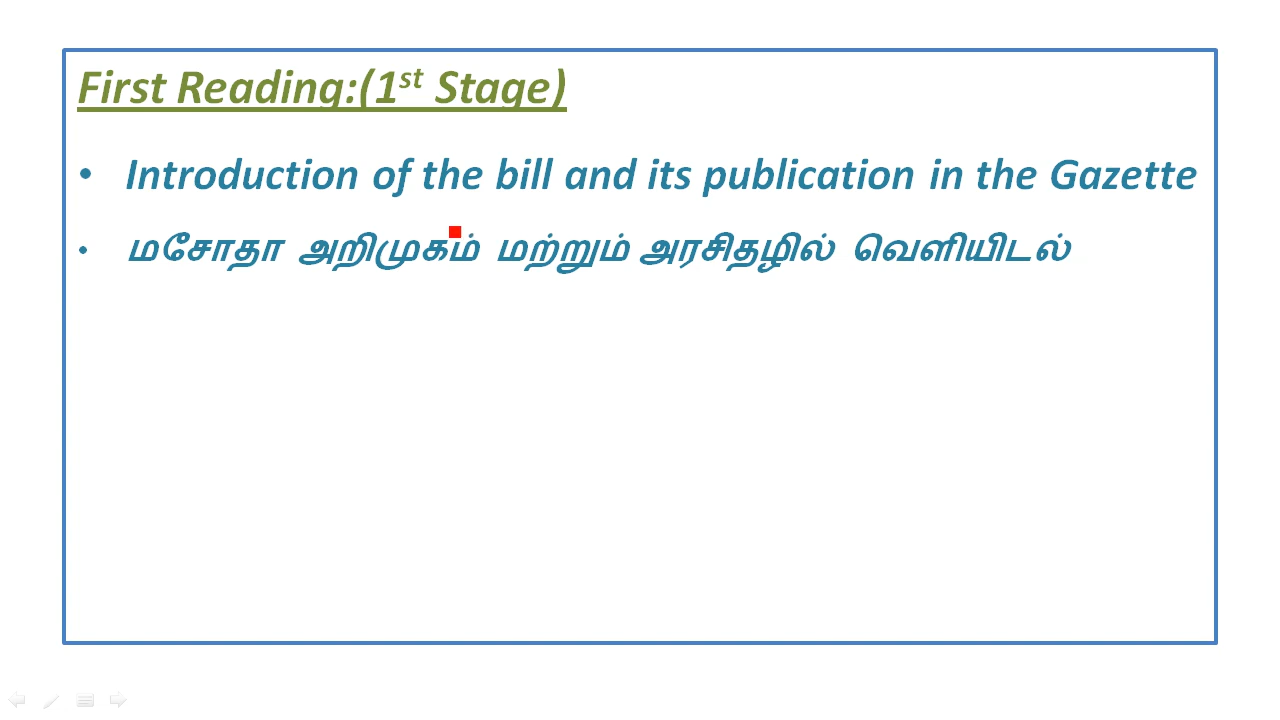 First Reading:(1st Stage)
• Introduction of the bill and its publication in the Gazette
• மசோதா அறிமுகம் மற்றும் அரசிதழில் வெளியிடல்